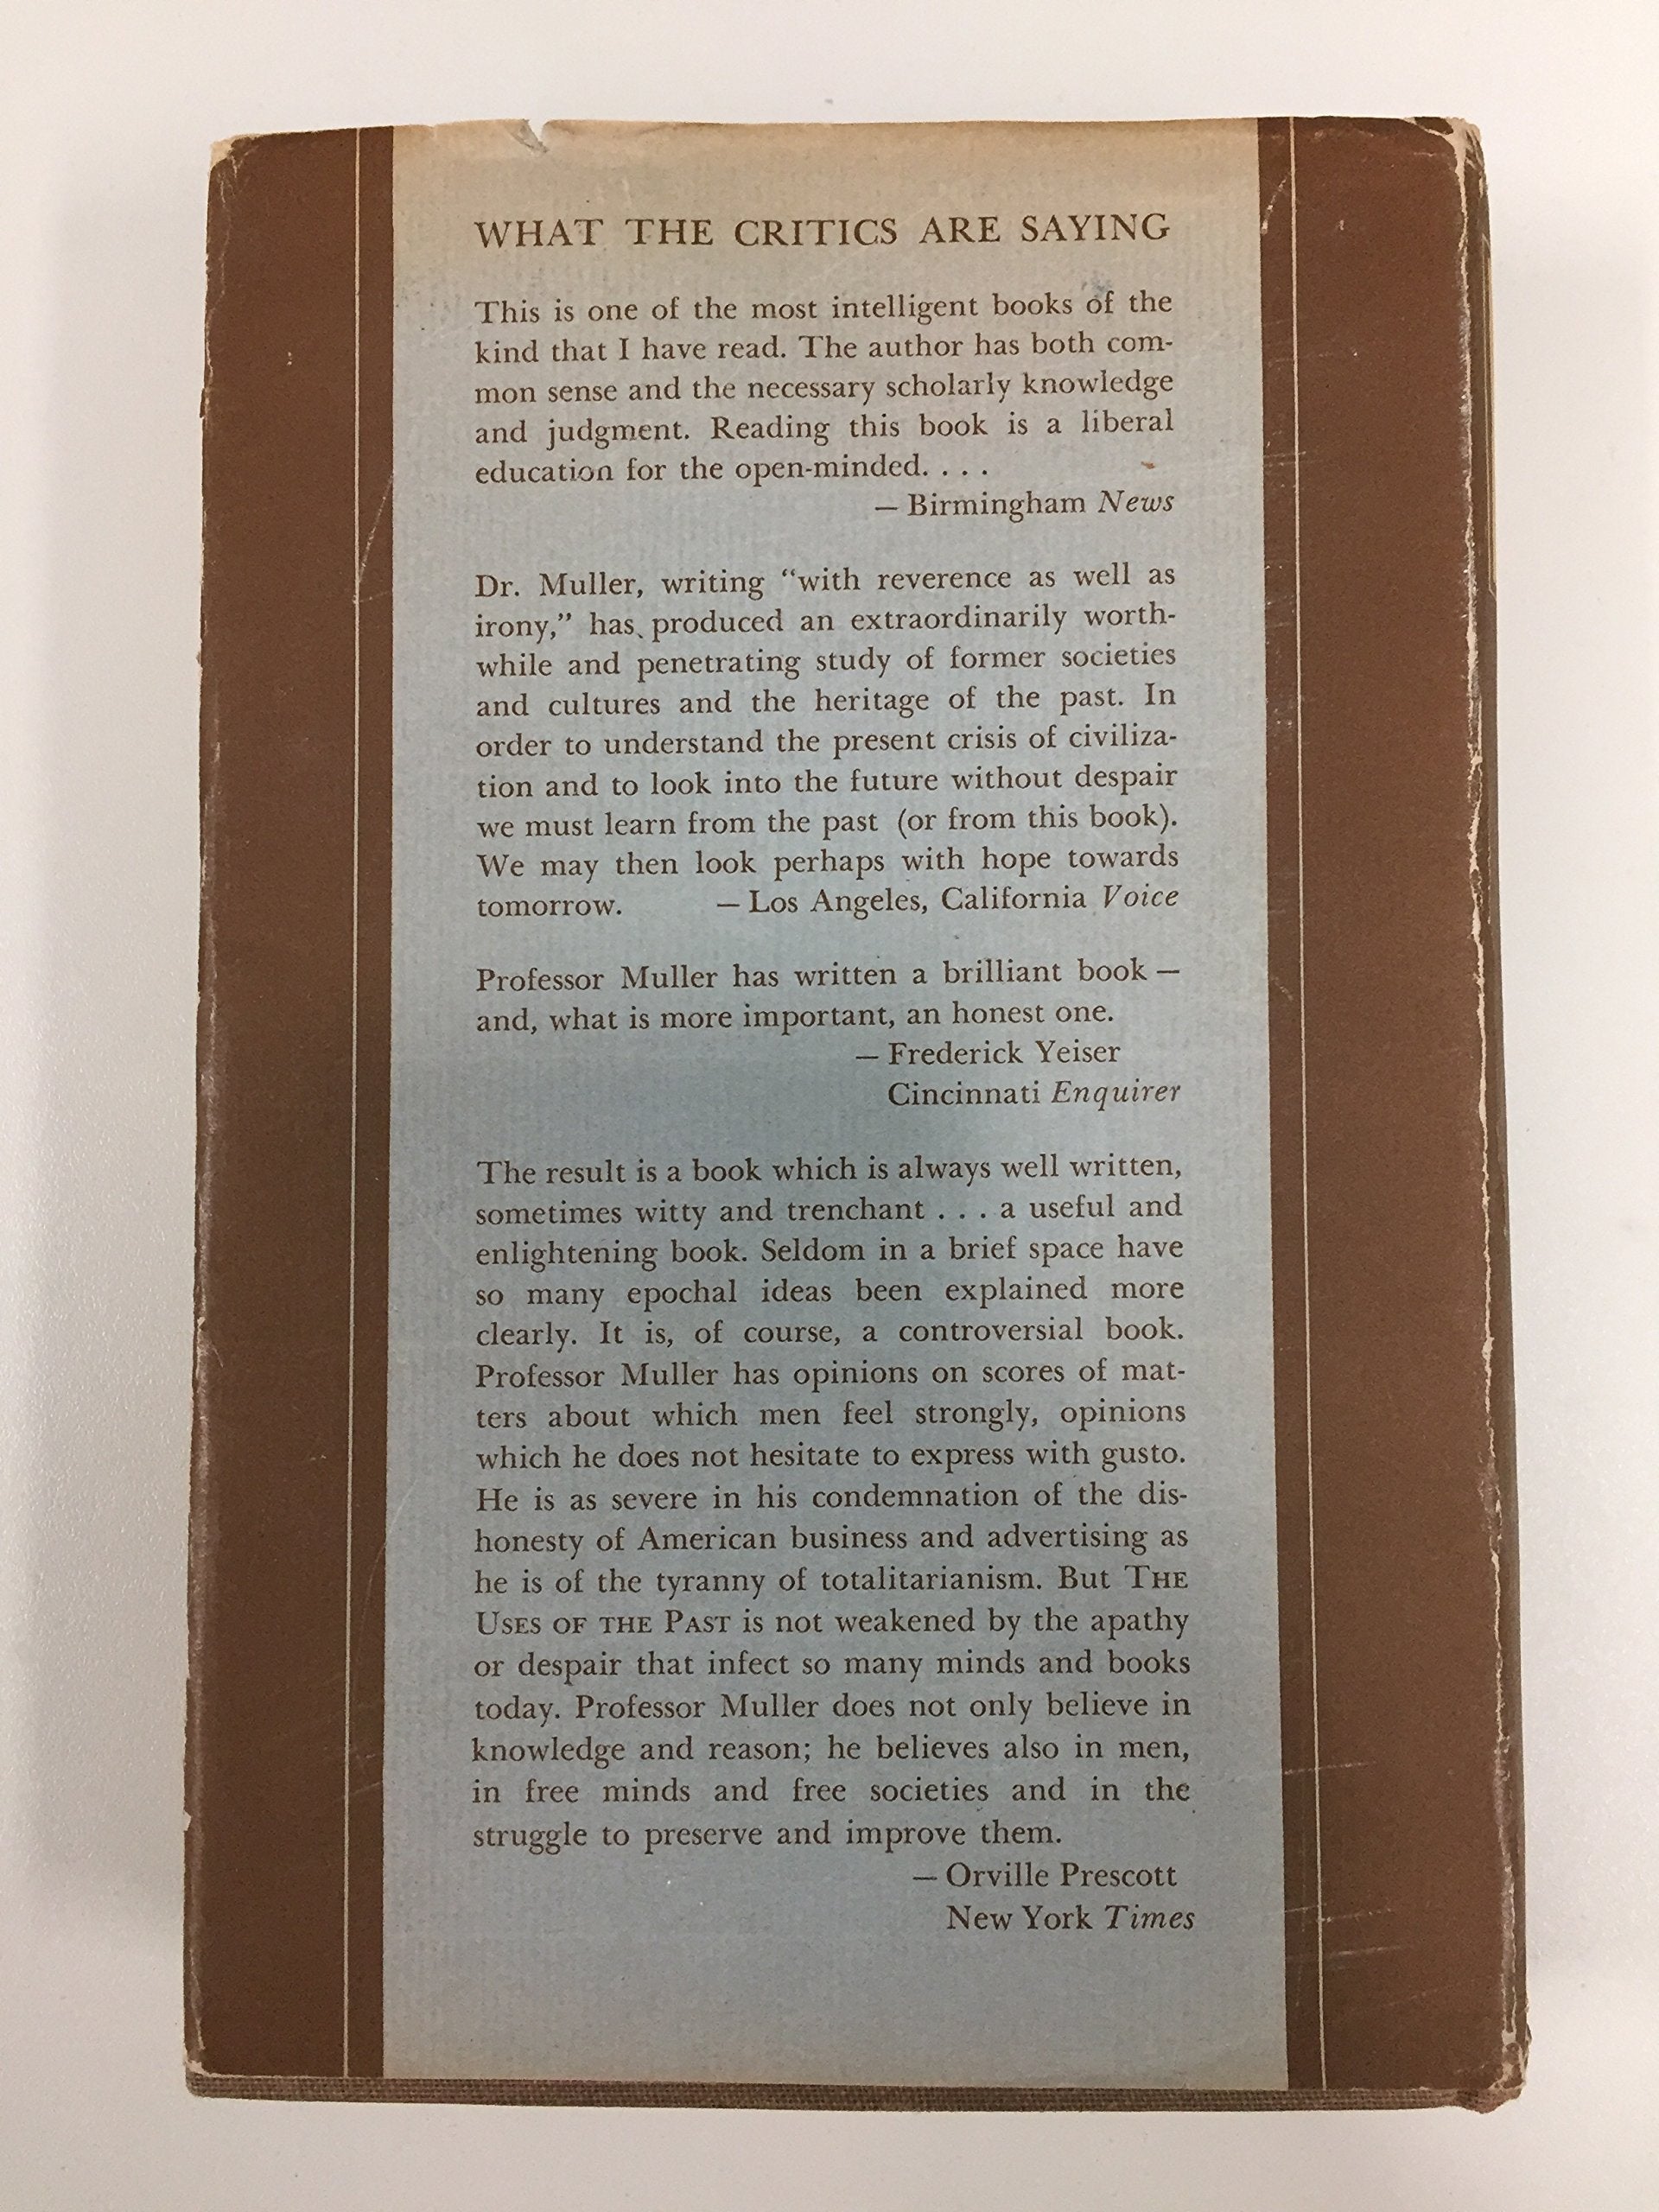 WHAT THE CRITICS ARE SAYING
This is one of the most intelligent books of the
kind that I have read. The author has both com-
mon sense and the necessary scholarly knowledge
and judgment. Reading this book is a liberal
education for the open-minded. . . .
— Birmingham News
Dr. Muller, writing “with reverence as well as
irony,” has produced an extraordinarily worth-
while and penetrating study of former societies
and cultures and the heritage of the past. In
order to understand the present crisis of civiliza-
tion and to look into the future without despair
we must learn from the past (or from this book).
We may then look perhaps with hope towards
tomorrow. — Los Angeles, California Voice
Professor Muller has written a brilliant book —
and, what is more important, an honest one.
— Frederick Yeiser
Cincinnati Enquirer
The result is a book which is always well written,
sometimes witty and trenchant . . . a useful and
enlightening book. Seldom in a brief space have
so many epochal ideas been explained more
clearly. It is, of course, a controversial book.
Professor Muller has opinions on scores of mat-
ters about which men feel strongly, opinions
which he does not hesitate to express with gusto.
He is as severe in his condemnation of the dis-
honesty of American business and advertising as
he is of the tyranny of totalitarianism. But THE
USES OF THE PAST is not weakened by the apathy
or despair that infect so many minds and books
today. Professor Muller does not only believe in
knowledge and reason; he believes also in men,
in free minds and free societies and in the
struggle to preserve and improve them.
— Orville Prescott
New York Times